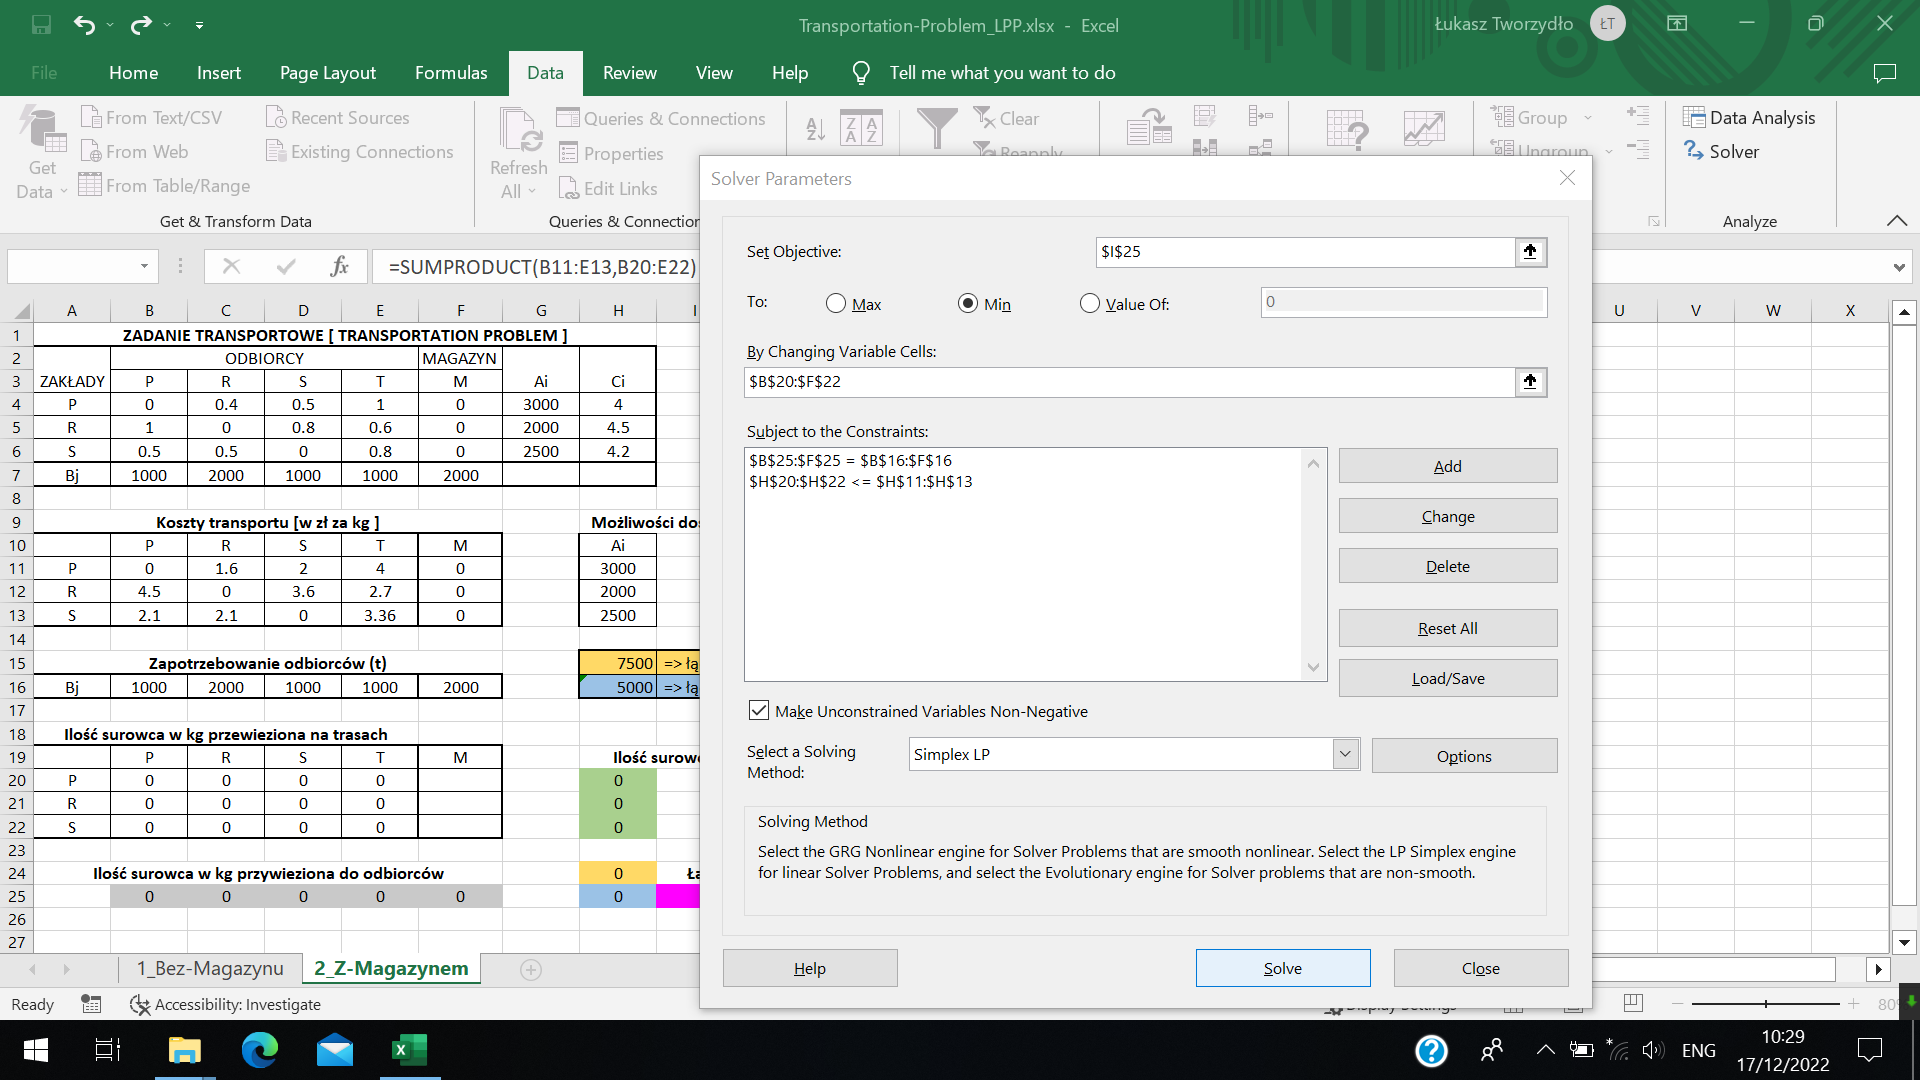 Transportation-Problem_LPP.xlsx - Excel
Łukasz Tworzydło ŁT
File Home Insert Page Layout Formulas Data Review View Help Tell me what you want to do
From Text/CSV
From Web
From Table/Range
Get Data
Recent Sources
Existing Connections
Get & Transform Data
Refresh All
Queries & Connections
Properties
Edit Links
Queries & Connection
Clear
Reapply
Group
Ungroup
Data Analysis
Solver
Analyze
=SUMPRODUCT(B11:E13,B20:E22)
A B C D E F G H I U V W X
1 ZADANIE TRANSPORTOWE [ TRANSPORTATION PROBLEM ]
2 ODBIORCY MAGAZYN
3 ZAKŁADY P R S T M Ai Ci
4 P 0 0.4 0.5 1 0 3000 4
5 R 1 0 0.8 0.6 0 2000 4.5
6 S 0.5 0.5 0 0.8 0 2500 4.2
7 Bj 1000 2000 1000 1000 2000
8
9 Koszty transportu [w zł za kg ] Możliwości dos
10 P R S T M Ai
11 P 0 1.6 2 4 0 3000
12 R 4.5 0 3.6 2.7 0 2000
13 S 2.1 2.1 0 3.36 0 2500
14
15 Zapotrzebowanie odbiorców (t) 7500 => łą
16 Bj 1000 2000 1000 1000 2000 5000 => łą
17
18 Ilość surowca w kg przewieziona na trasach
19 P R S T M Ilość surow
20 P 0 0 0 0 0
21 R 0 0 0 0 0
22 S 0 0 0 0 0
23
24 Ilość surowca w kg przywieziona do odbiorców 0 Ła
25 0 0 0 0 0 0
26
27
1_Bez-Magazynu 2_Z-Magazynem
Ready Accessibility: Investigate
Display Settings
80
Solver Parameters
Set Objective: $I$25
To: Max Min Value Of: 0
By Changing Variable Cells:
$B$20:$F$22
Subject to the Constraints:
$B$25:$F$25 = $B$16:$F$16
$H$20:$H$22 <= $H$11:$H$13
Add
Change
Delete
Reset All
Load/Save
Make Unconstrained Variables Non-Negative
Select a Solving Method: Simplex LP Options
Solving Method
Select the GRG Nonlinear engine for Solver Problems that are smooth nonlinear. Select the LP Simplex engine
for linear Solver Problems, and select the Evolutionary engine for Solver problems that are non-smooth.
Help Solve Close
ENG
10:29
17/12/2022